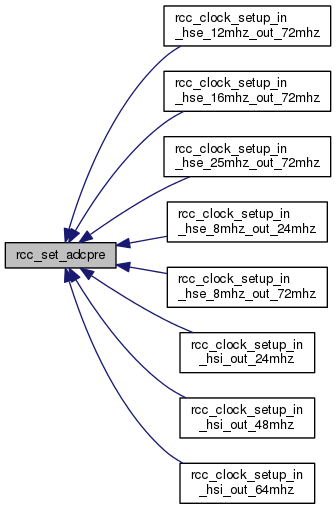 rcc_clock_setup_in
_hse_12mhz_out_72mhz
rcc_clock_setup_in
_hse_16mhz_out_72mhz
rcc_clock_setup_in
_hse_25mhz_out_72mhz
rcc_clock_setup_in
_hse_8mhz_out_24mhz
rcc_set_adcpre
rcc_clock_setup_in
_hse_8mhz_out_72mhz
rcc_clock_setup_in
_hsi_out_24mhz
rcc_clock_setup_in
_hsi_out_48mhz
rcc_clock_setup_in
_hsi_out_64mhz